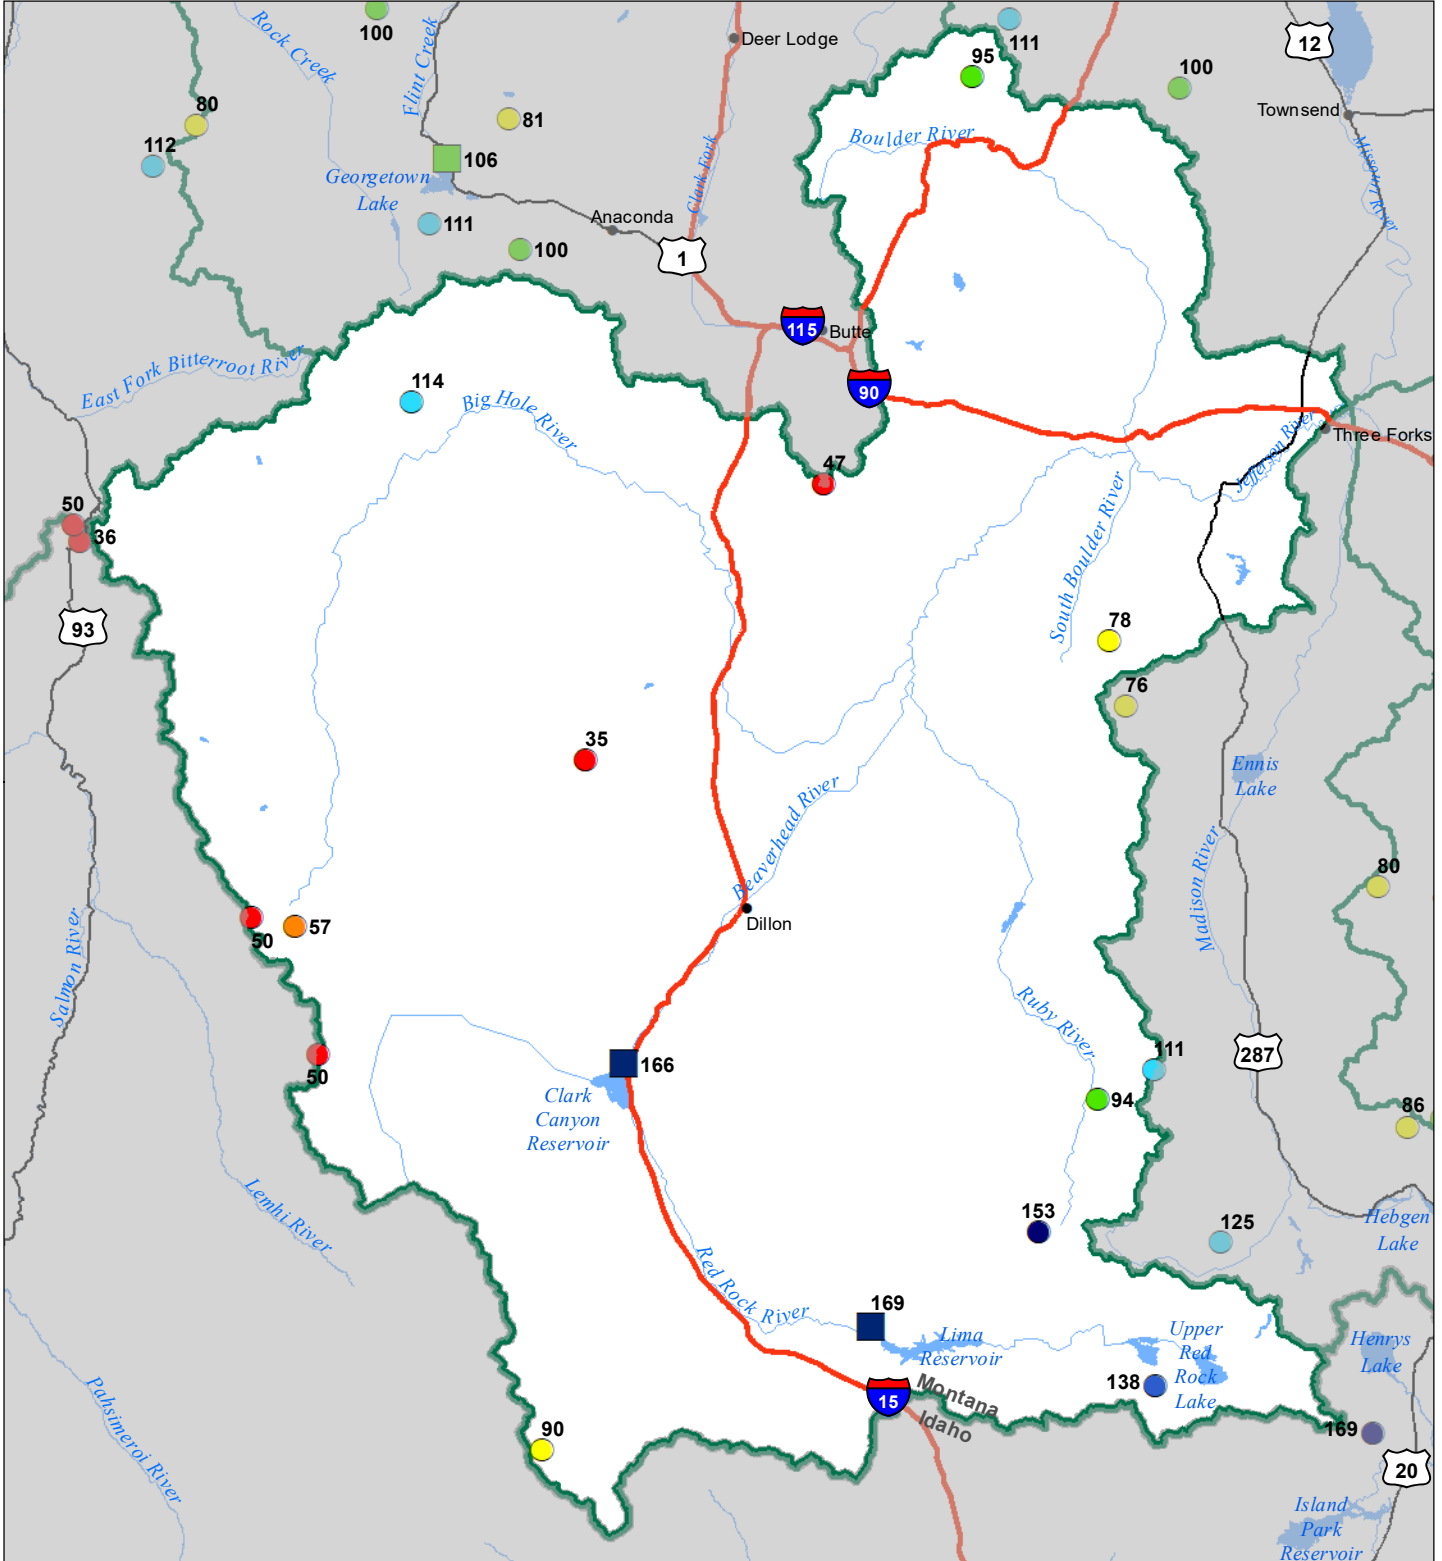 100
Rock Creek
Flint Creek
Deer Lodge
111
95
12
100
80
81
Townsend
112
106
Boulder River
Georgetown
Lake
Clark Fork
Missouri River
111
Anaconda
100
1
115
Butte
East Fork Bitterroot River
114
90
Big Hole River
47
Three Forks
Jefferson River
50
36
South Boulder River
93
78
76
35
Ennis
Lake
Beaverhead River
80
Madison River
50
57
Dillon
Salmon River
Ruby River
287
111
50
166
94
Clark
Canyon
Reservoir
86
Lemhi River
153
125
Hebgen
Lake
Red Rock River
169
Lima
Reservoir
Upper
Red
Rock
Lake
Henrys
Lake
138
15
Montana
Idaho
Pahsimeroi River
90
169
20
Island
Park
Reservoir